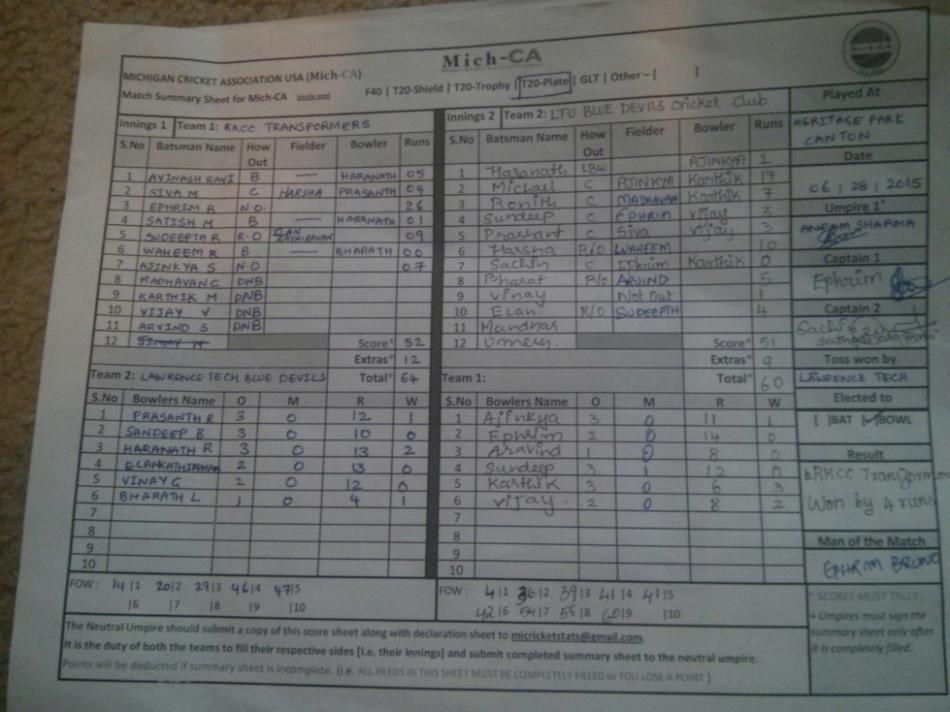 Mich-CA
MICHIGAN CRICKET ASSOCIATION USA (Mich-CA)
Match Summary Sheet for Mich-CA F40 | T20-Shield | T20-Trophy | T20-Plate | GLT | Other – [ ]
Innings 1 Team 1: RKCC TRANSFORMERS
S.No Batsman Name How Out Fielder Bowler Runs
1 AVINASH RAVI B — HARANATH 05
2 SIVA M C HARSHA PRASANTH 04
3 EPHRIM R N.O. 26
4 SATISH M B — HARANATH 01
5 SUDEEPTH R R.O 09
6 WAHEEM R B — BHARATH 00
7 AJINKYA S N.O 07
8 MADHAVAN C DNB
9 KARTHIK M DNB
10 VIJAY V DNB
11 ARVIND S DNB
12 Score* 52
Extras* 12
Total* 64
Team 2: LAWRENCE TECH BLUE DEVILS
S.No Bowlers Name O M R W
1 PRASANTH R 3 0 12 1
2 SANDEEP B 3 0 10 0
3 HARANATH R 3 0 13 2
4 2 0 13 0
5 VINAY G 2 0 12 0
6 BHARATH L 1 0 4 1
7
8
9
10
FOW : 14|1 20|2 29|3 46|4 47|5
|6 |7 |8 |9 |10
Innings 2 Team 2: LTU BLUE DEVILS Cricket Club
S.No Batsman Name How Out Fielder Bowler Runs
1 Hasanath LBW AJINKYA 1
2 Michael C AJINKYA Karthik 17
3 Ronith C MADHAVAN Karthik 7
4 Sundeep C EPHRIM Vijay 3
5 Prashant C Siva Vijay 3
6 Harsha R/O WAHEEM 10
7 Sachin C Ephrim Karthik 0
8 Bharat R/O ARVIND 5
9 Vinay Not out 1
10 Elan R/O SUDEEPTH 4
11
12 Score* 51
Extras* 9
Team 1: Total* 60
S.No Bowlers Name O M R W
1 Ajinkya 3 0 11 1
2 Ephrim 2 0 14 0
3 Aravind 1 0 8 0
4 Sundeep 3 1 12 0
5 Karthik 3 0 6 3
6 Vijay 2 0 8 2
7
8
9
10
FOW : 4|1 36|2 39|3 41|4 41|5
42|6 54|7 55|8 60|9 |10
Played At
HERITAGE PARK
CANTON
Date
06 | 28 | 2015
Umpire 1*
SHARMA
Captain 1
Ephrim
Captain 2
Toss won by
LAWRENCE TECH
Elected to
[ ]BAT [✓]BOWL
Result
RKCC
Won by 4 runs
Man of the Match
EPHRIM BRUNO
* SCORES MUST TALLY.
+ Umpires must sign the
summary sheet only after
it is completely filled.
The Neutral Umpire should submit a copy of this score sheet along with declaration sheet to micricketstats@gmail.com.
It is the duty of both the teams to fill their respective sides [i.e. their innings] and submit completed summary sheet to the neutral umpire.
Points will be deducted if summary sheet is incomplete. (i.e. ALL FILEDS IN THIS SHEET MUST BE COMPLETELY FILLED or YOU LOSE A POINT )